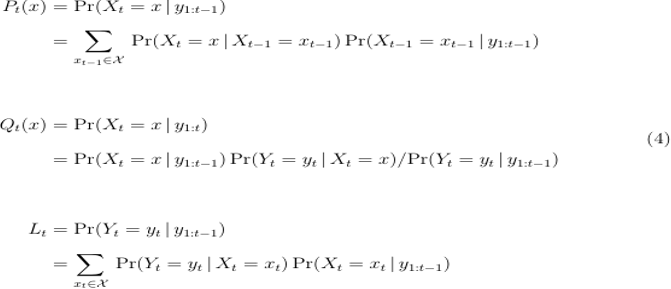 P_t(x) = Pr(X_t = x | y_{1:t−1})
= ∑_{x_{t−1}∈𝒳} Pr(X_t = x | X_{t−1} = x_{t−1}) Pr(X_{t−1} = x_{t−1} | y_{1:t−1})
Q_t(x) = Pr(X_t = x | y_{1:t})
(4)
= Pr(X_t = x | y_{1:t−1}) Pr(Y_t = y_t | X_t = x)/Pr(Y_t = y_t | y_{1:t−1})
L_t = Pr(Y_t = y_t | y_{1:t−1})
= ∑_{x_t∈𝒳} Pr(Y_t = y_t | X_t = x_t) Pr(X_t = x_t | y_{1:t−1})